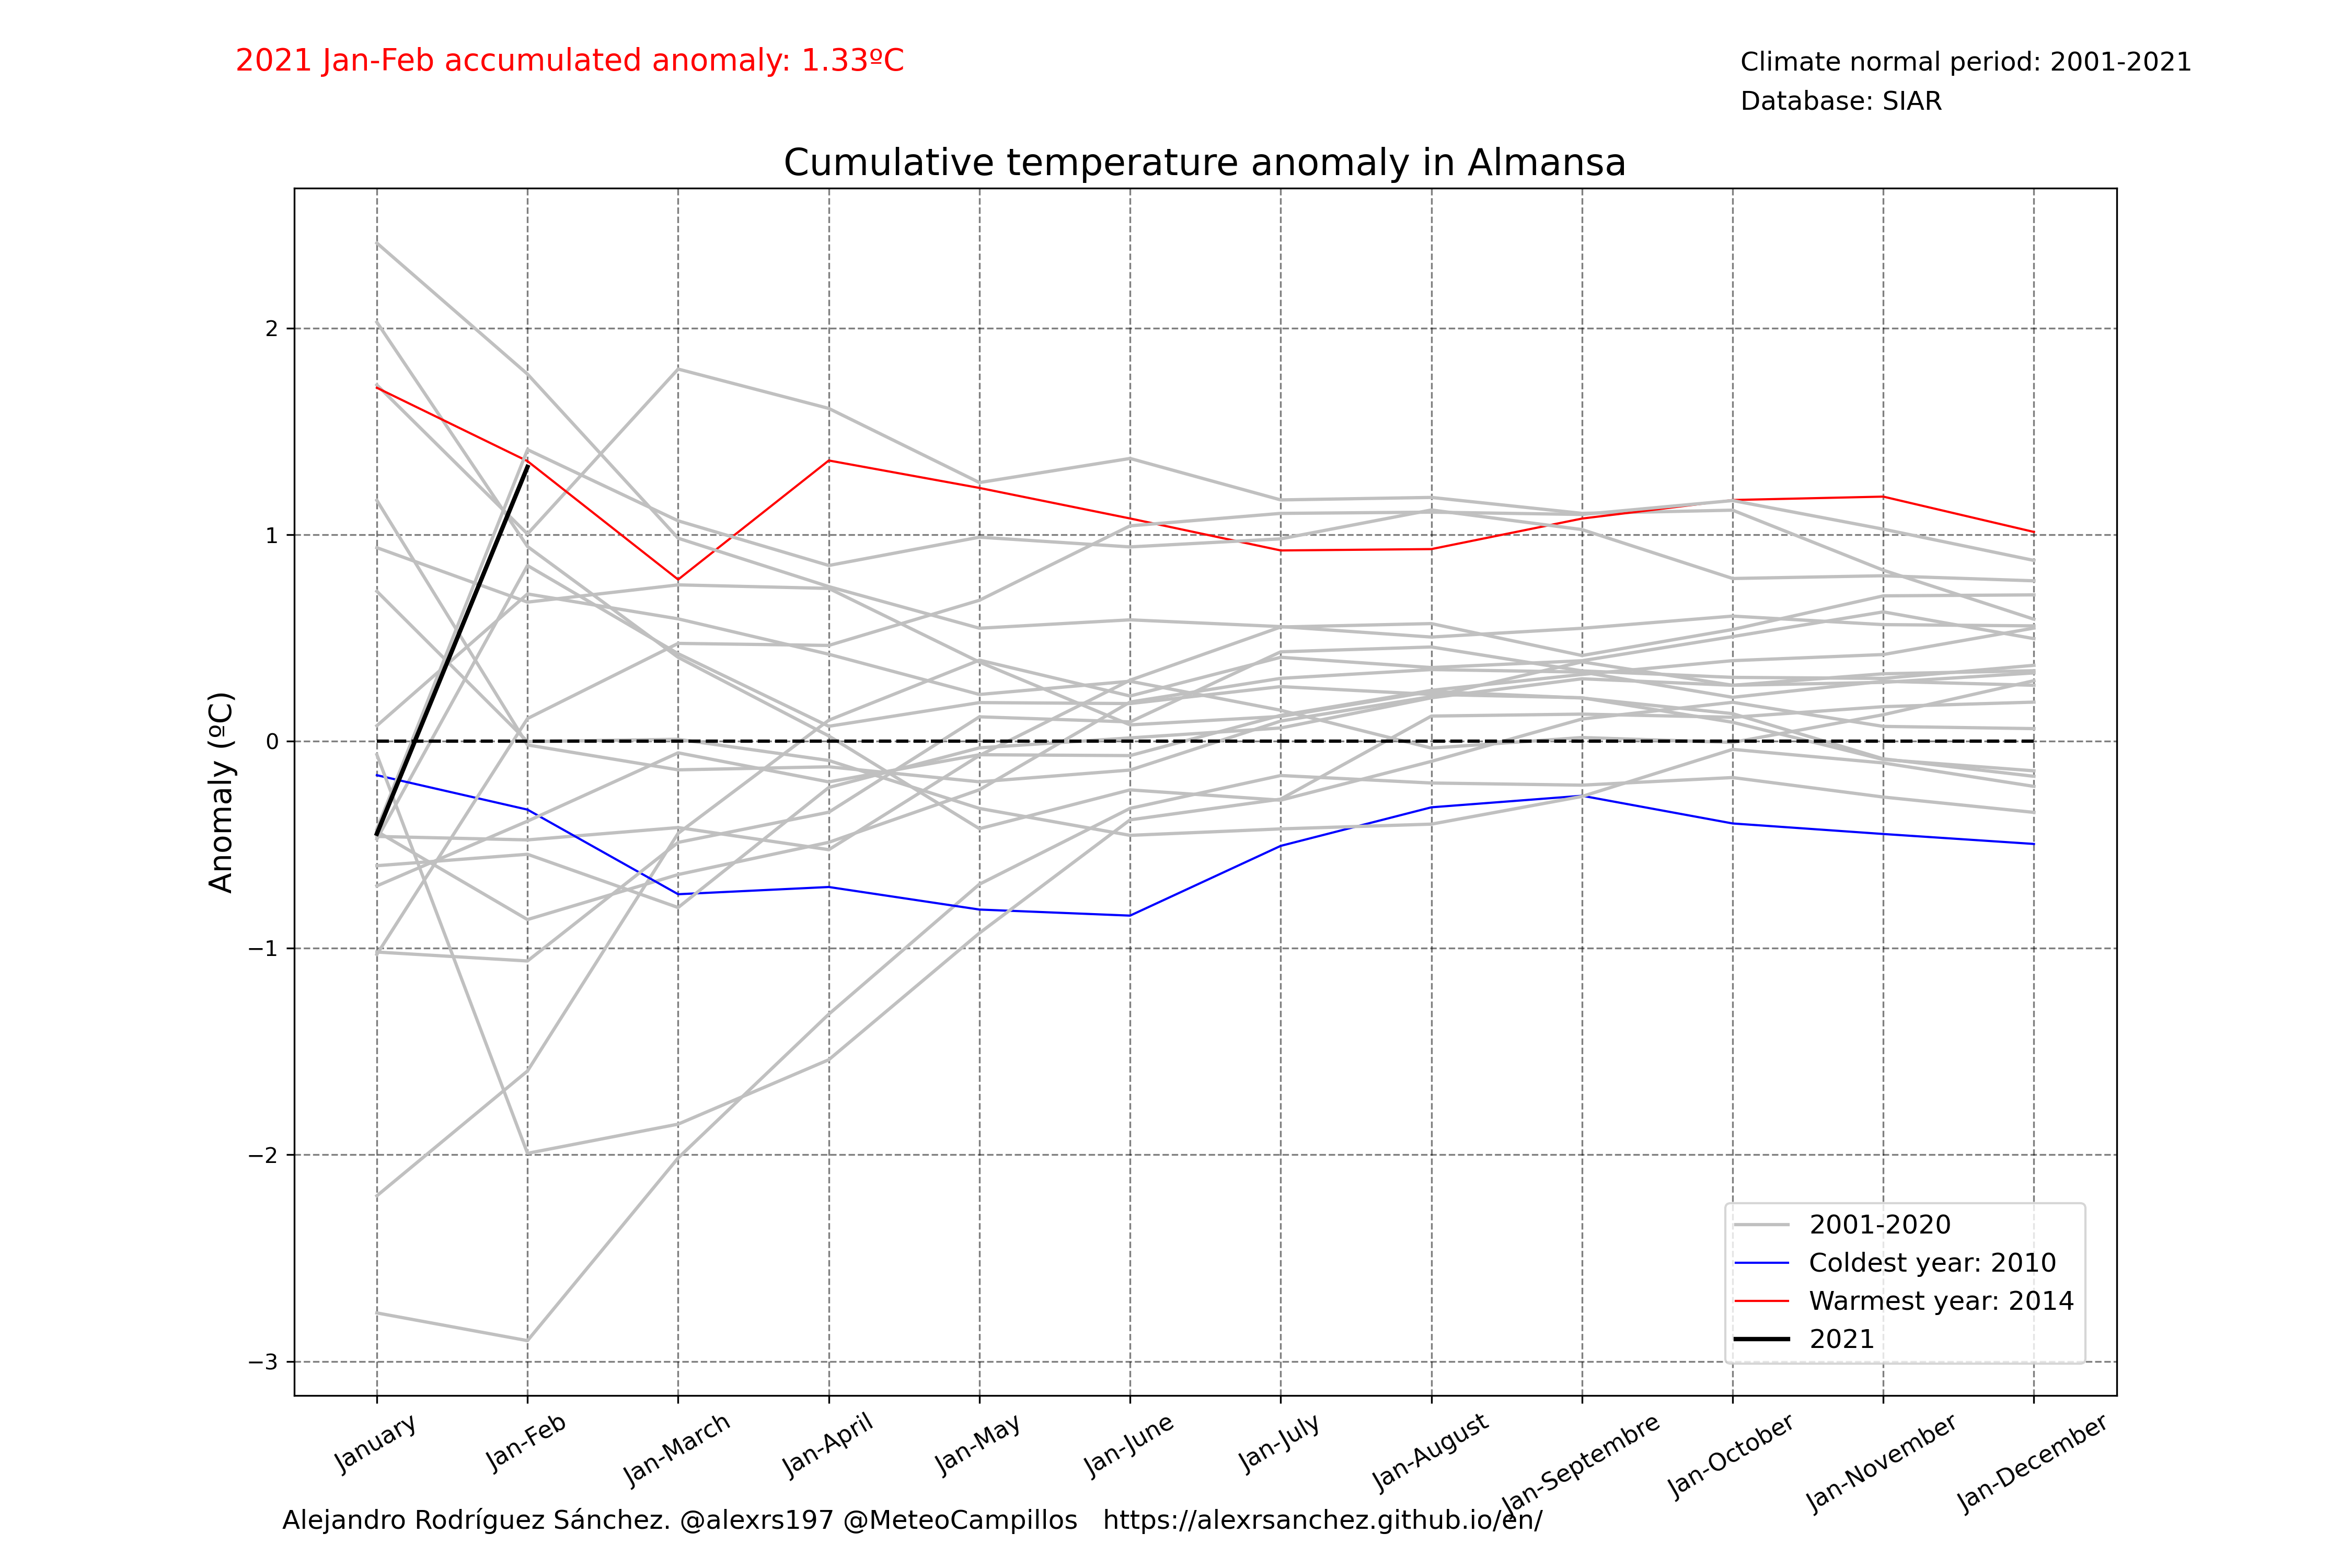 2021 Jan-Feb accumulated anomaly: 1.33ºC
Climate normal period: 2001-2021
Database: SIAR
Cumulative temperature anomaly in Almansa
Anomaly (ºC)
2
1
0
−1
−2
−3
2001-2020
Coldest year: 2010
Warmest year: 2014
2021
January
Jan-Feb
Jan-March
Jan-April
Jan-May
Jan-June
Jan-July
Jan-August
Jan-Septembre
Jan-October
Jan-November
Jan-December
Alejandro Rodríguez Sánchez. @alexrs197 @MeteoCampillos https://alexrsanchez.github.io/en/